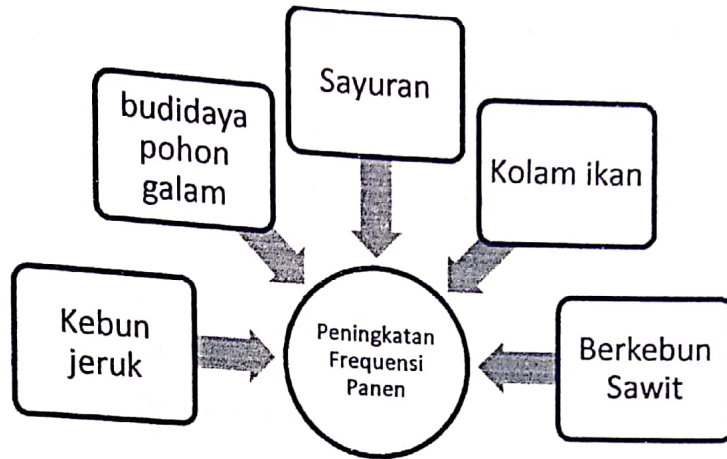 Sayuran
budidaya
pohon
galam
Kolam ikan
Kebun
jeruk
Peningkatan
Frequensi
Panen
Berkebun
Sawit